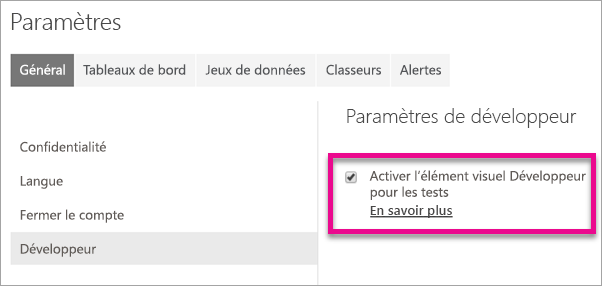 Paramètres
Général Tableaux de bord Jeux de données Classeurs Alertes
Confidentialité
Langue
Fermer le compte
Développeur
Paramètres de développeur
Activer l'élément visuel Développeur
pour les tests
En savoir plus